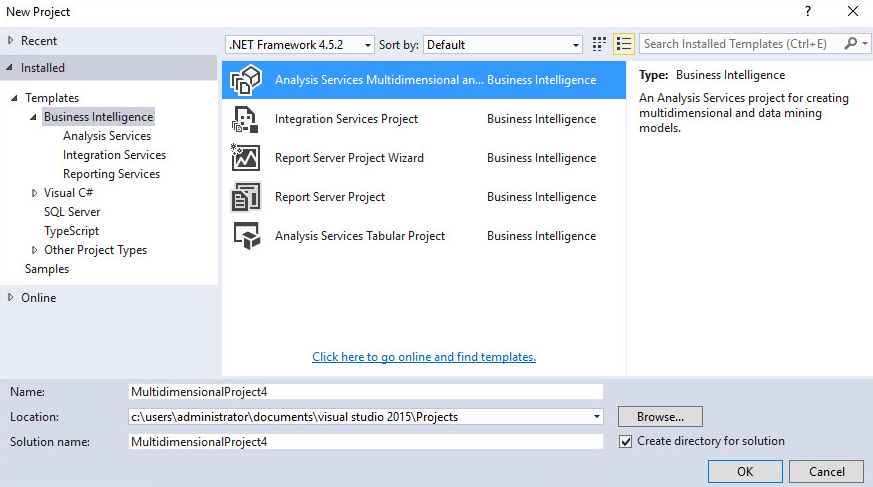 New Project
?
Recent
.NET Framework 4.5.2 Sort by: Default Search Installed Templates (Ctrl+E)
Installed
Templates
Business Intelligence
Analysis Services
Integration Services
Reporting Services
Visual C#
SQL Server
TypeScript
Other Project Types
Samples
Online
Analysis Services Multidimensional an... Business Intelligence
Integration Services Project Business Intelligence
Report Server Project Wizard Business Intelligence
Report Server Project Business Intelligence
Analysis Services Tabular Project Business Intelligence
Click here to go online and find templates.
Type: Business Intelligence
An Analysis Services project for creating
multidimensional and data mining
models.
Name: MultidimensionalProject4
Location: c:\users\administrator\documents\visual studio 2015\Projects Browse...
Solution name: MultidimensionalProject4 Create directory for solution
OK Cancel